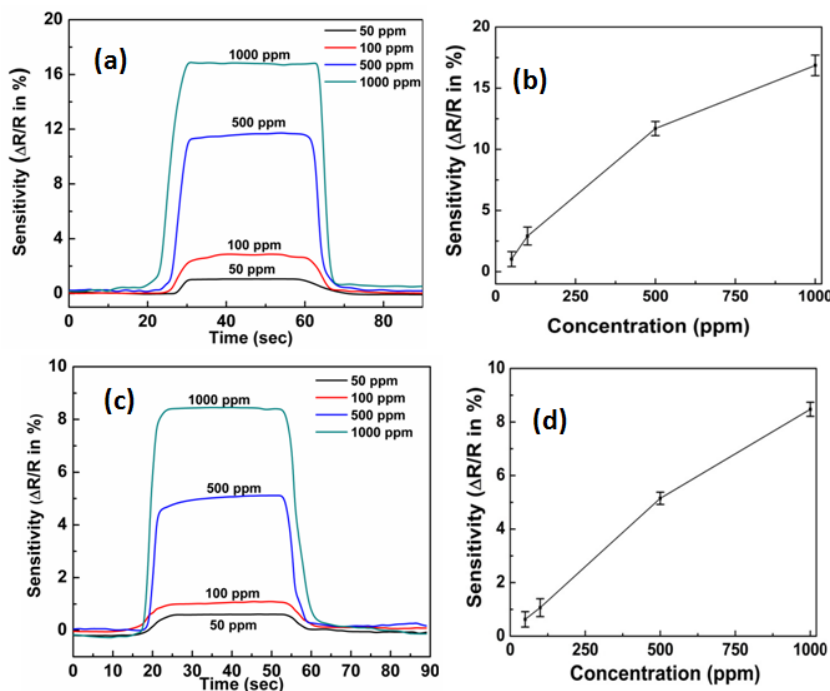 (a)
50 ppm
100 ppm
500 ppm
1000 ppm
1000 ppm
500 ppm
100 ppm
50 ppm
20
16
12
8
4
0
0 20 40 60 80
Sensitivity (ΔR/R in %)
Time (sec)
(b)
20
15
10
5
0
0 250 500 750 1000
Sensitivity (ΔR/R in %)
Concentration (ppm)
(c)
50 ppm
100 ppm
500 ppm
1000 ppm
1000 ppm
500 ppm
100 ppm
50 ppm
10
8
6
4
2
0
0 10 20 30 40 50 60 70 80 90
Sensitivity (ΔR/R in %)
Time (sec)
(d)
10
8
6
4
2
0
0 250 500 750 1000
Sensitivity (ΔR/R in %)
Concentration (ppm)